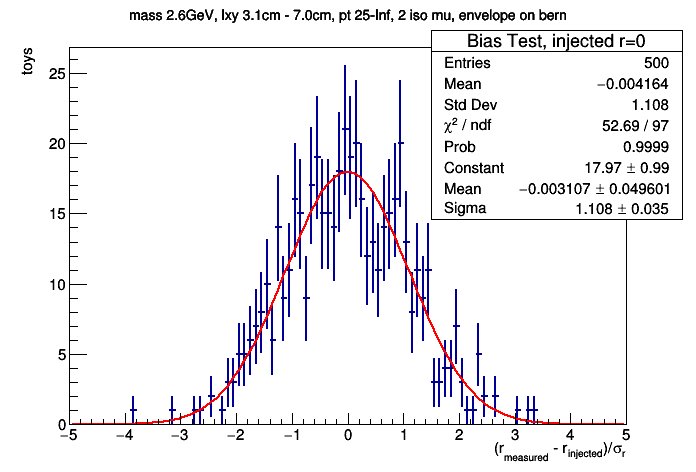 mass 2.6GeV, lxy 3.1cm - 7.0cm, pt 25-Inf, 2 iso mu, envelope on bern
toys
Bias Test, injected r=0
Entries 500
Mean −0.004164
Std Dev 1.108
χ² / ndf 52.69 / 97
Prob 0.9999
Constant 17.97 ± 0.99
Mean −0.003107 ± 0.049601
Sigma 1.108 ± 0.035
25
20
15
10
5
0
−5 −4 −3 −2 −1 0 1 2 3 4 5
(r_measured - r_injected)/σ_r